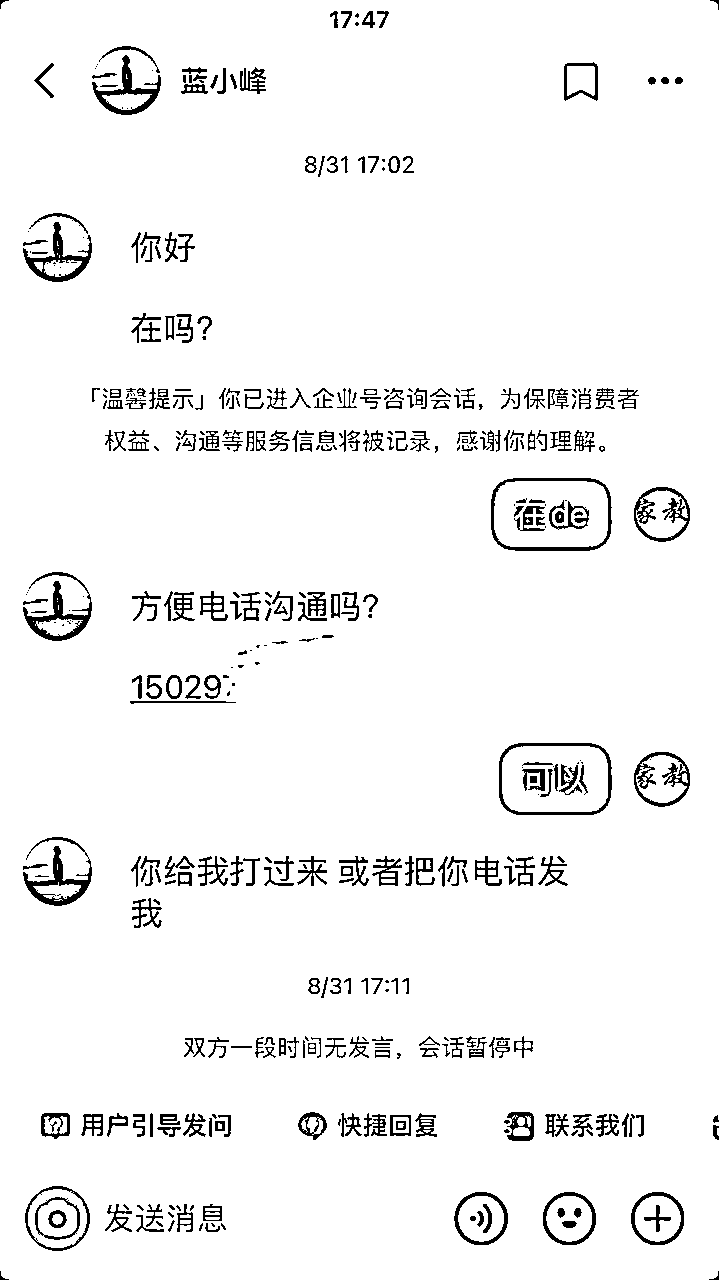 17:47
蓝小峰
8/31 17:02
你好
在吗?
「温馨提示」你已进入企业号咨询会话，为保障消费者
权益、沟通等服务信息将被记录，感谢你的理解。
在de
家教
方便电话沟通吗?
15029
可以
家教
你给我打过来 或者把你电话发
我
8/31 17:11
双方一段时间无发言，会话暂停中
用户引导发问
快捷回复
联系我们
发送消息